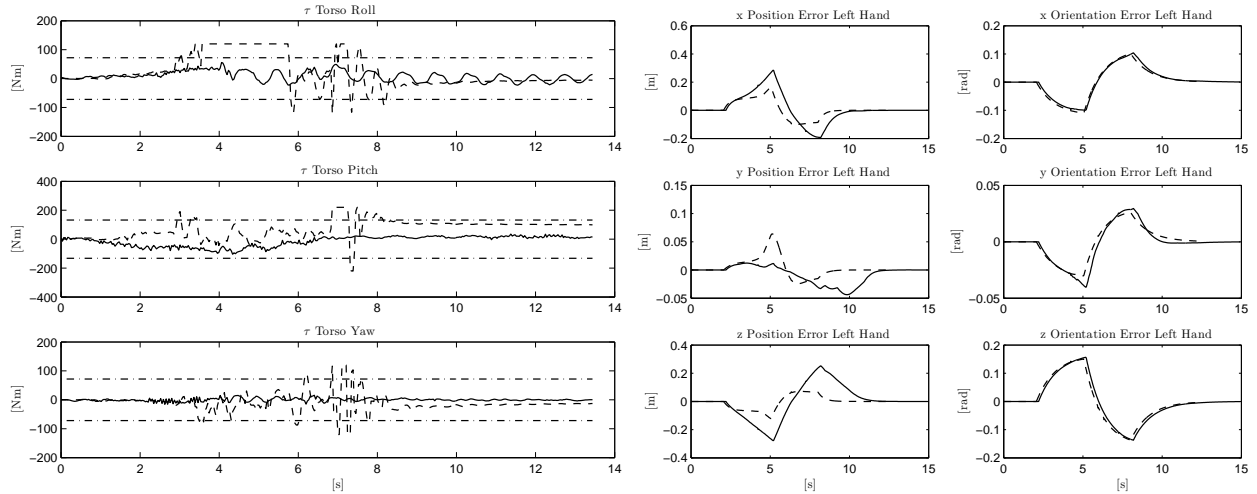 τ Torso Roll
200
100
0
−100
−200
[Nm]
0 2 4 6 8 10 12 14
τ Torso Pitch
400
200
0
−200
−400
[Nm]
0 2 4 6 8 10 12 14
τ Torso Yaw
200
100
0
−100
−200
[Nm]
0 2 4 6 8 10 12 14
[s]
x Position Error Left Hand
0.6
0.4
0.2
0
−0.2
[m]
0 5 10 15
y Position Error Left Hand
0.15
0.1
0.05
0
−0.05
[m]
0 5 10 15
z Position Error Left Hand
0.4
0.2
0
−0.2
−0.4
[m]
0 5 10 15
[s]
x Orientation Error Left Hand
0.2
0.1
0
−0.1
−0.2
[rad]
0 5 10 15
y Orientation Error Left Hand
0.05
0
−0.05
[rad]
0 5 10 15
z Orientation Error Left Hand
0.2
0.1
0
−0.1
−0.2
[rad]
0 5 10 15
[s]